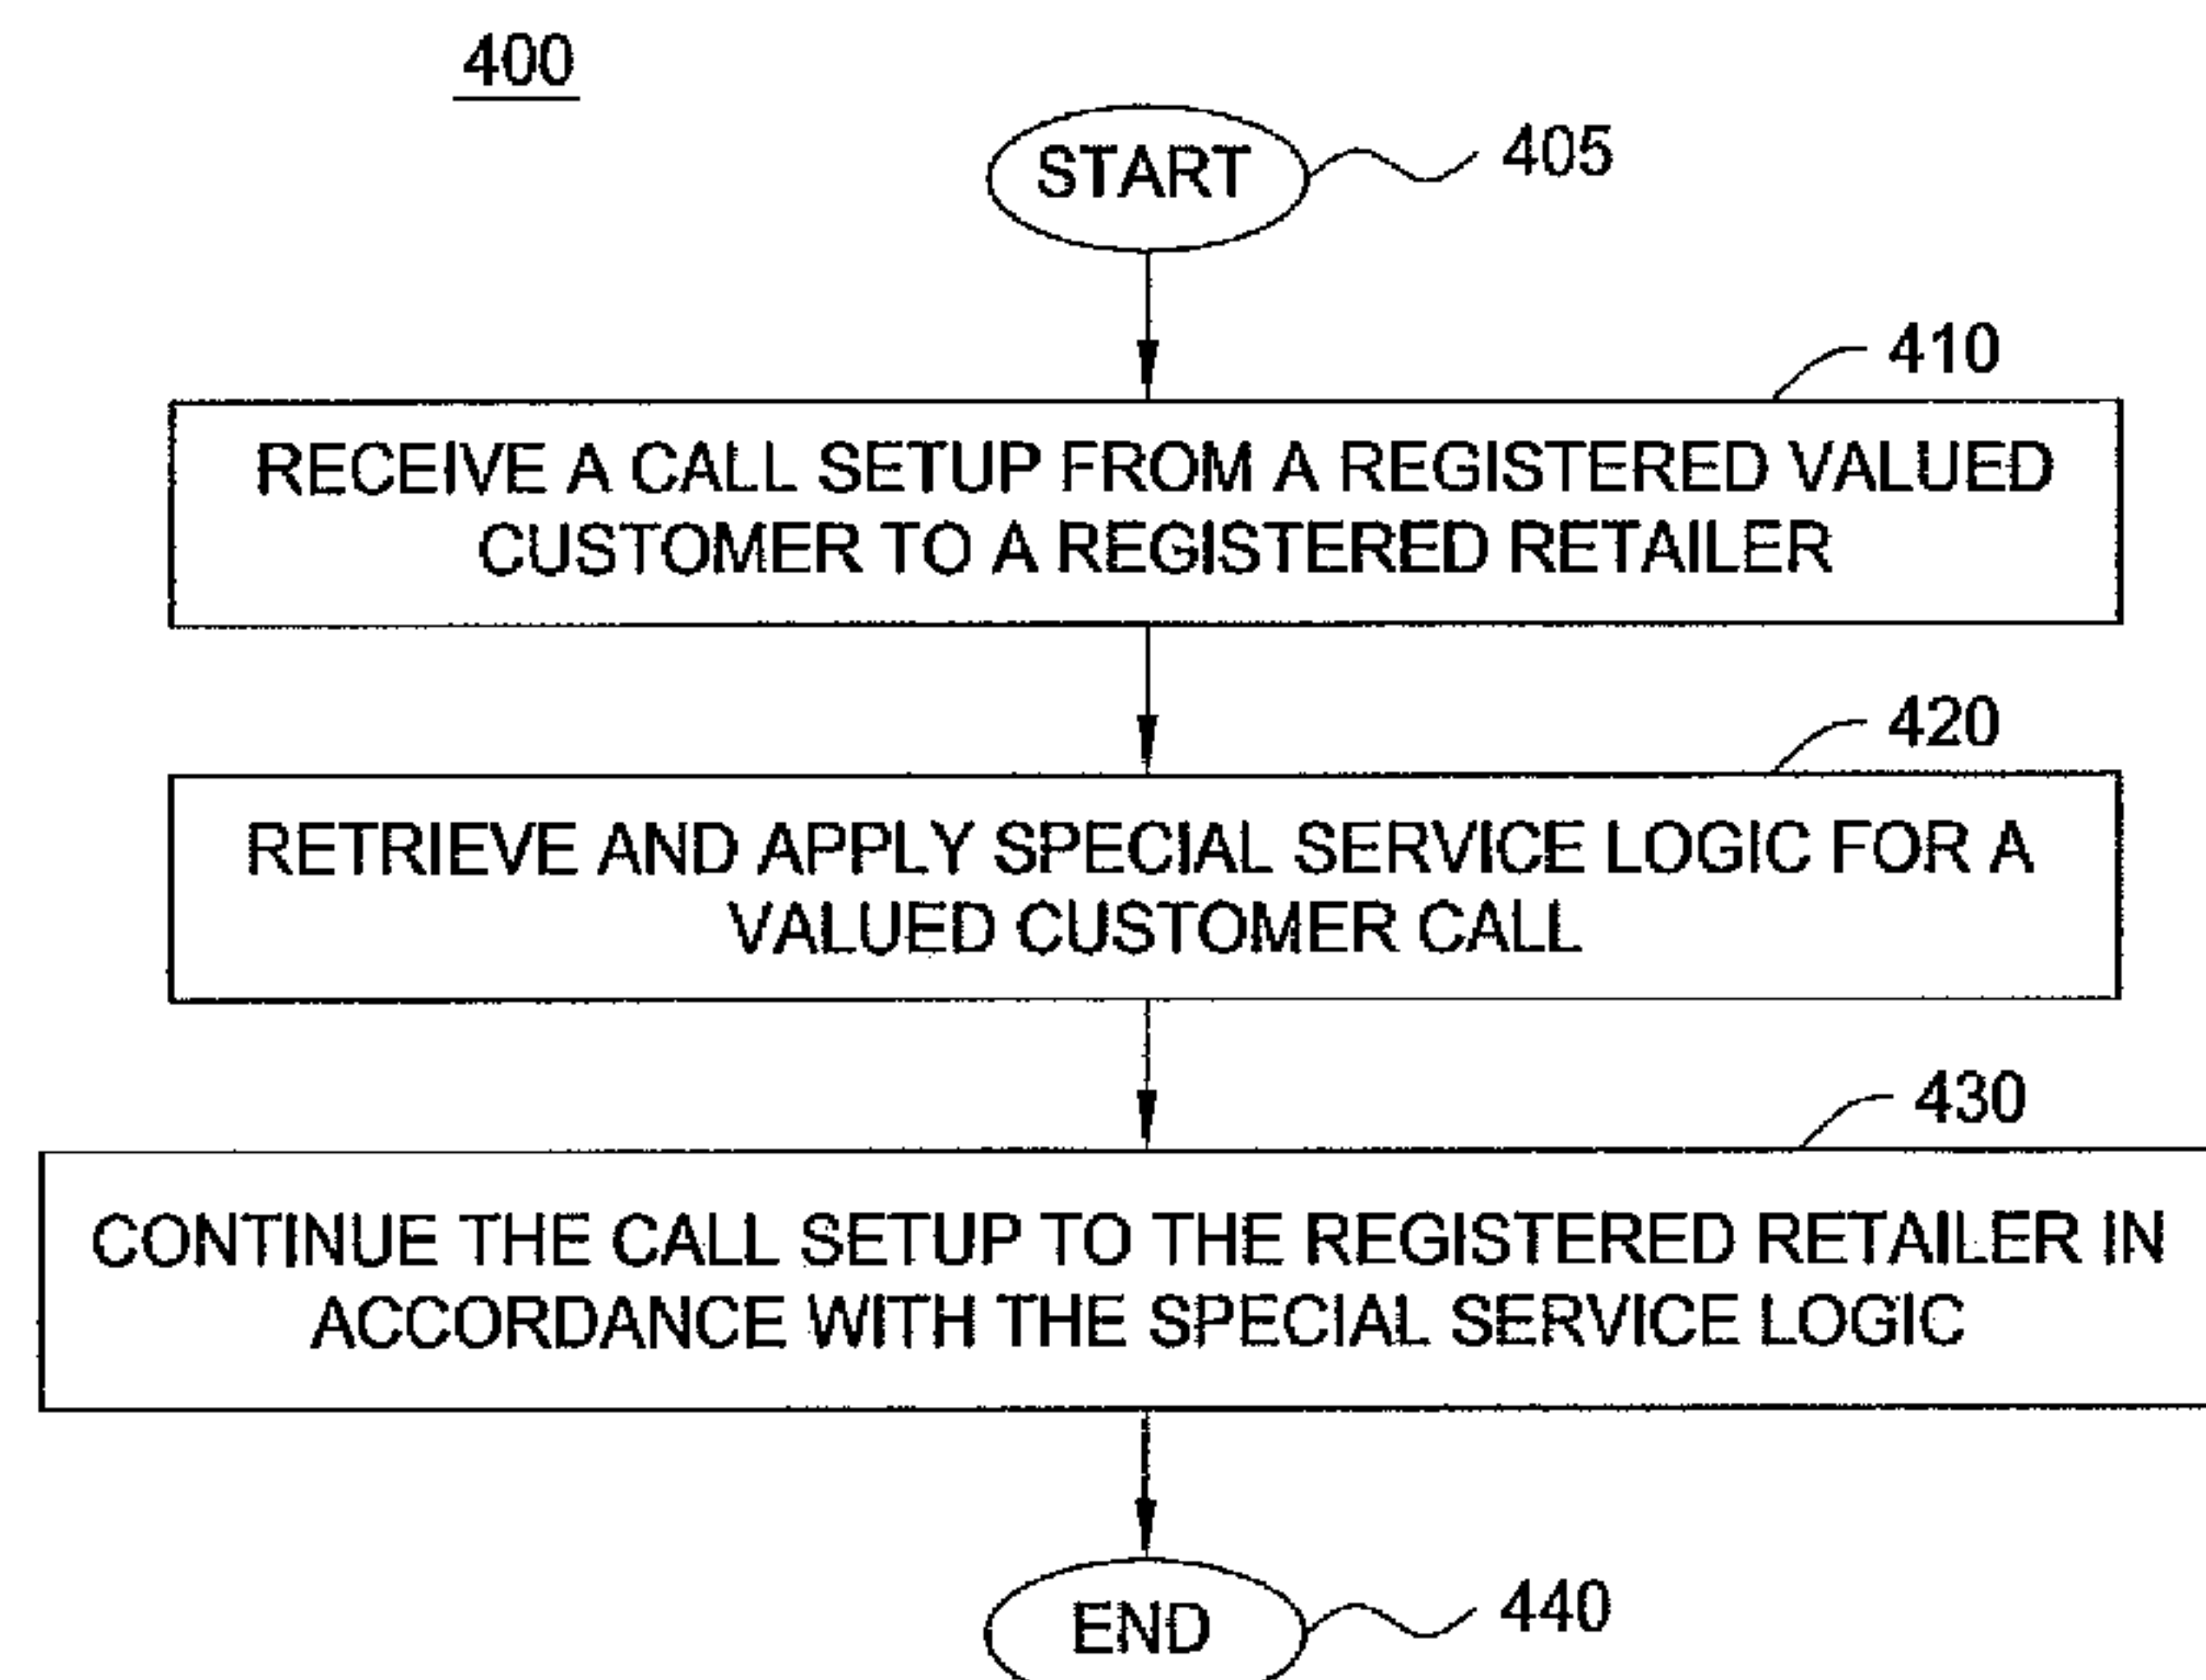 400
START
405
410
RECEIVE A CALL SETUP FROM A REGISTERED VALUED
CUSTOMER TO A REGISTERED RETAILER
420
RETRIEVE AND APPLY SPECIAL SERVICE LOGIC FOR A
VALUED CUSTOMER CALL
430
CONTINUE THE CALL SETUP TO THE REGISTERED RETAILER IN
ACCORDANCE WITH THE SPECIAL SERVICE LOGIC
END
440